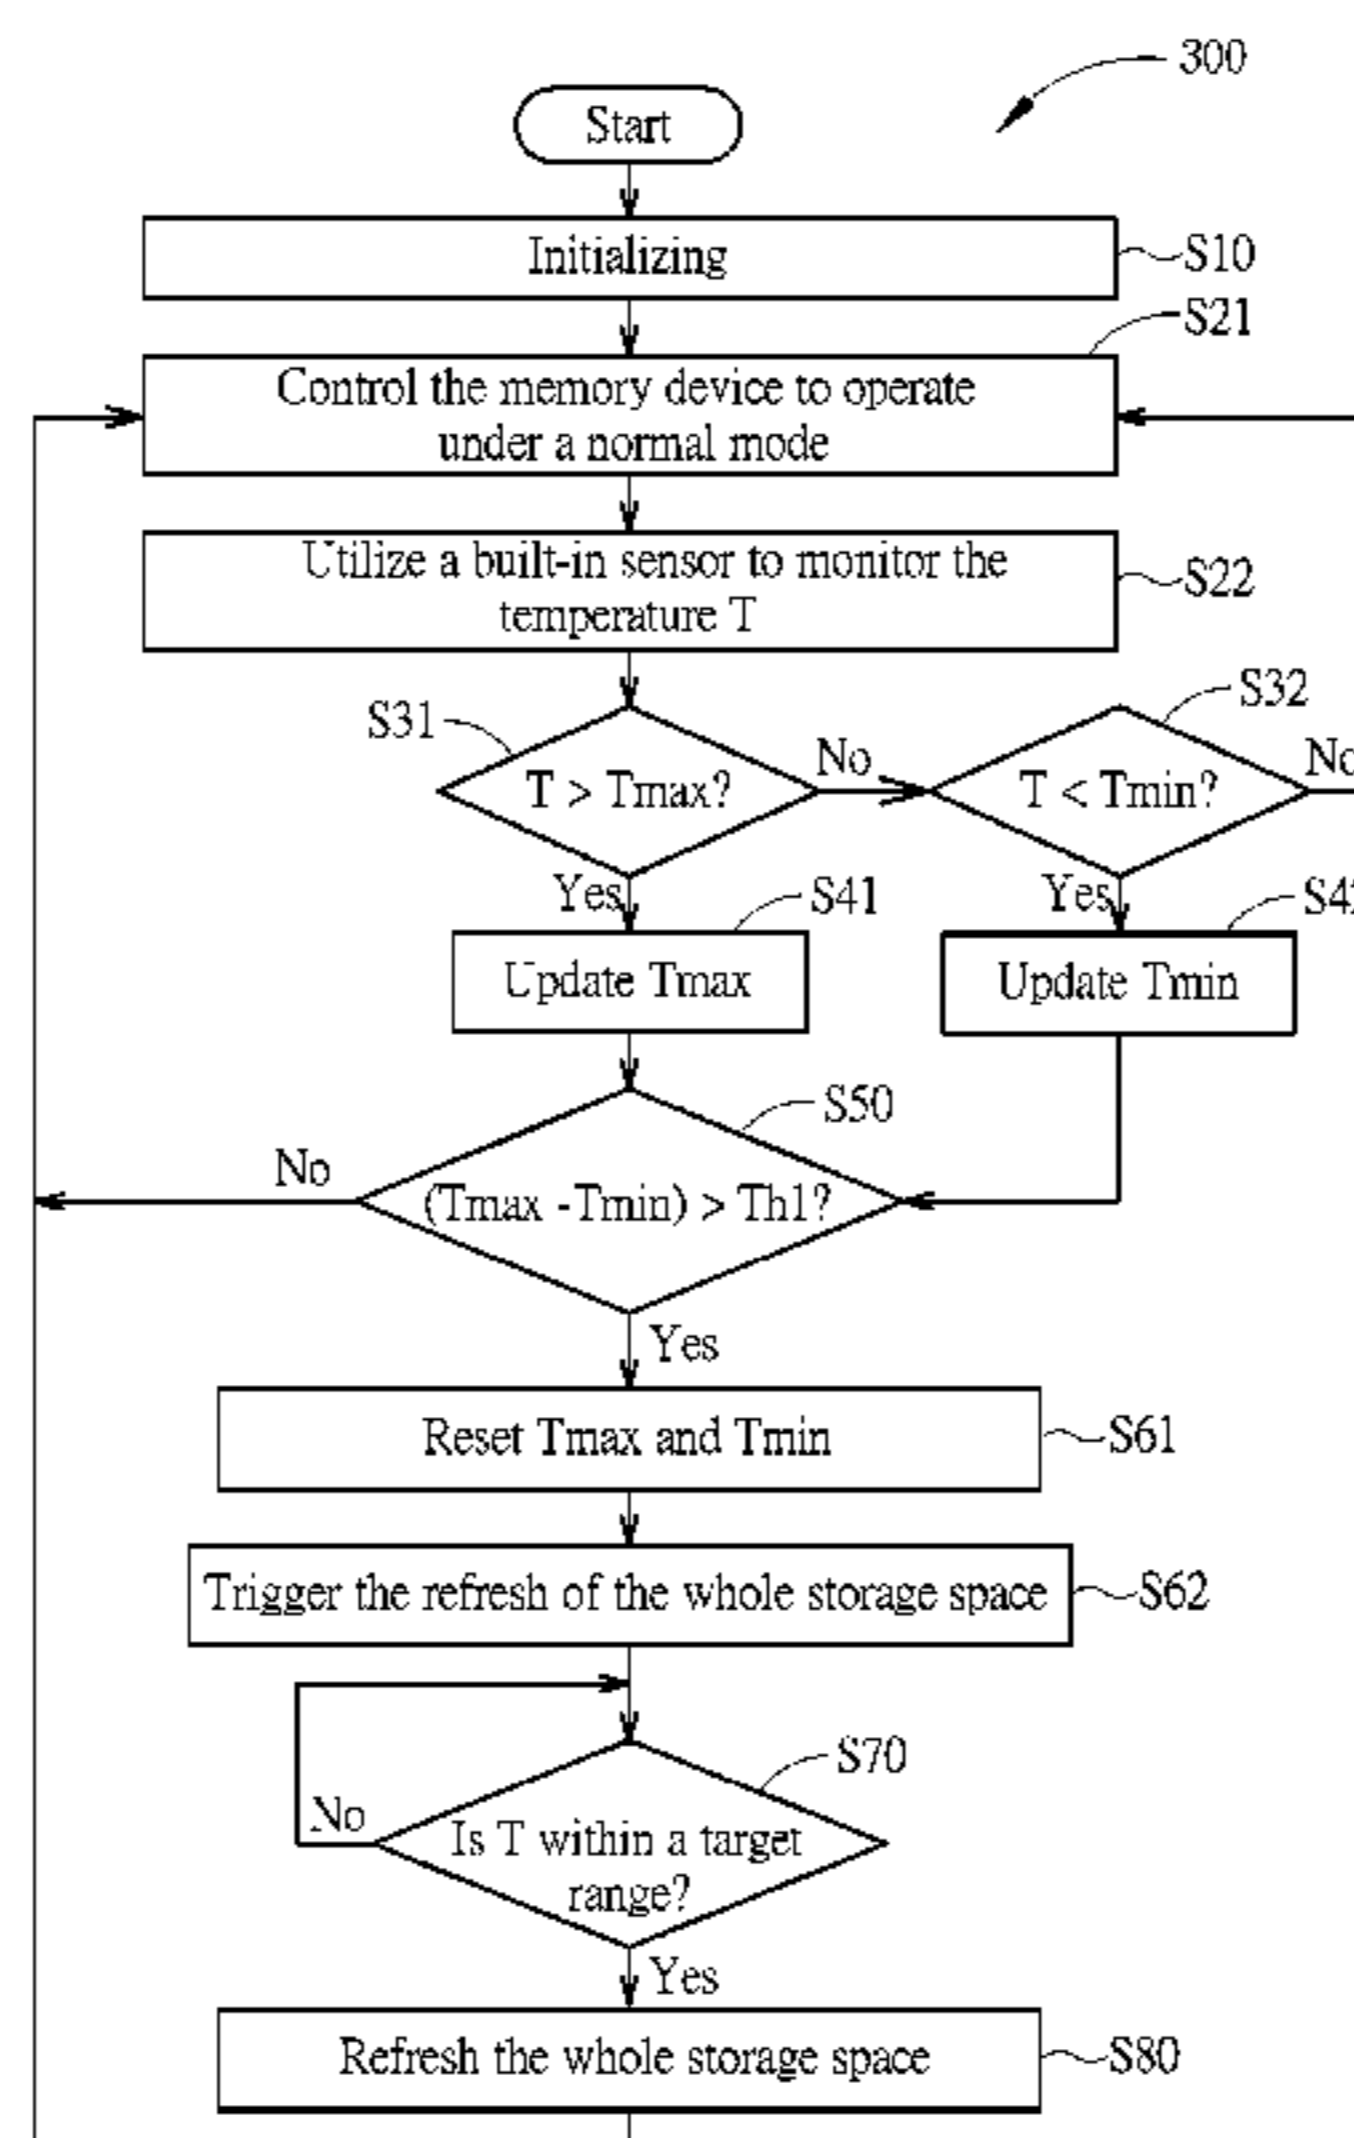 300
Start
Initializing
S10
S21
Control the memory device to operate
under a normal mode
Utilize a built-in sensor to monitor the
temperature T
S22
S31
S32
T > Tmax?
No
T < Tmin?
No
Yes
S41
Yes
Update Tmax
Update Tmin
S50
No
(Tmax -Tmin) > Th1?
Yes
Reset Tmax and Tmin
S61
Trigger the refresh of the whole storage space
S62
S70
No
Is T within a target
range?
Yes
Refresh the whole storage space
S80